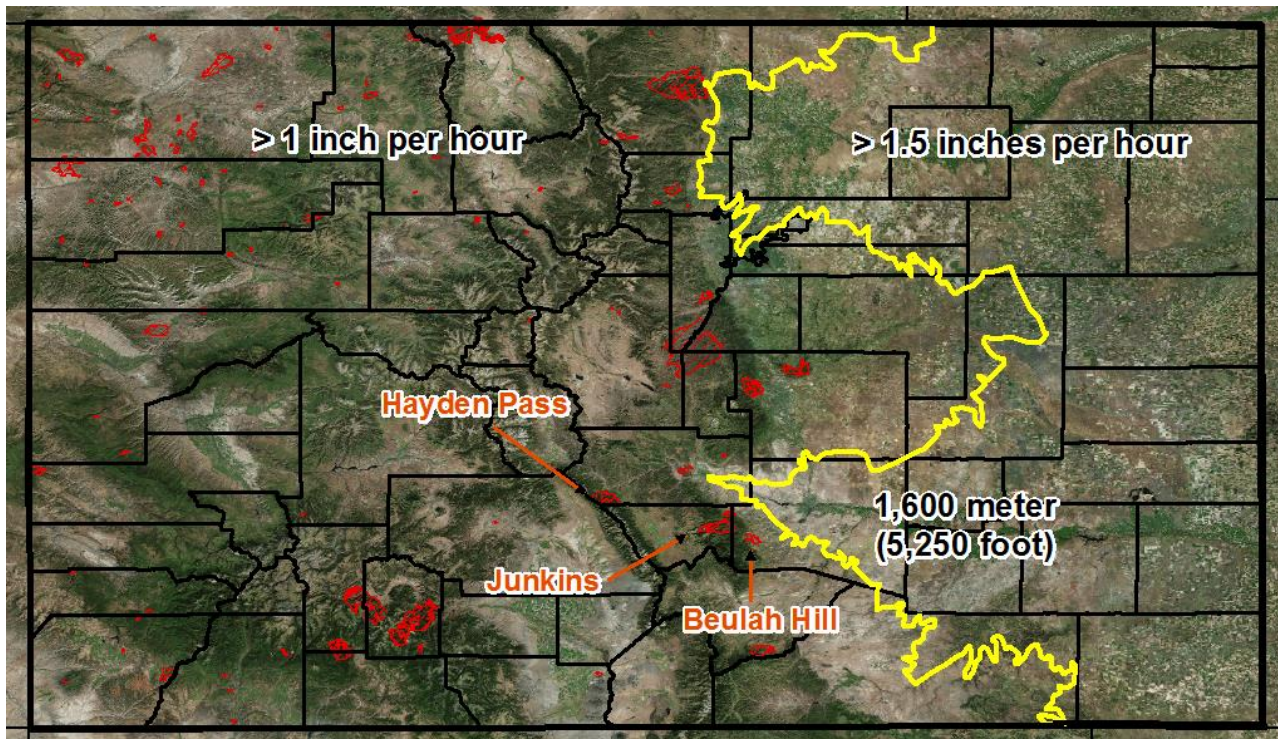 > 1 inch per hour
> 1.5 inches per hour
Hayden Pass
1,600 meter
(5,250 foot)
Junkins
Beulah Hill